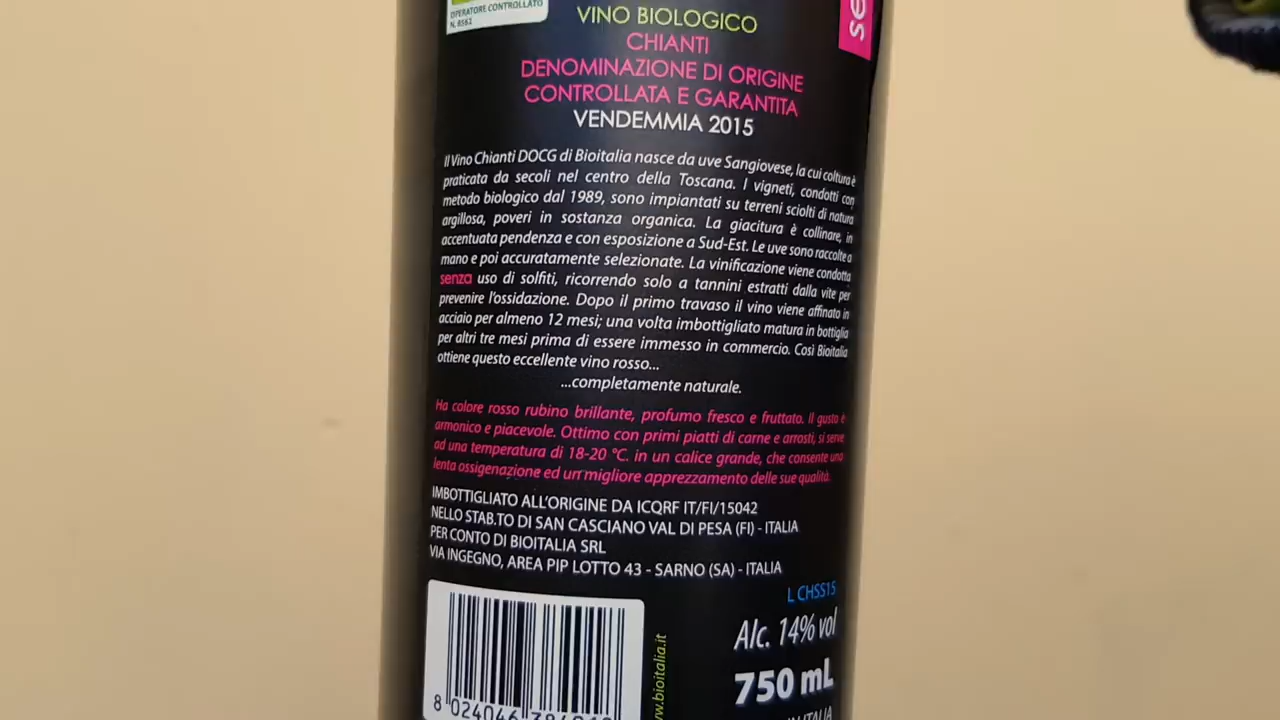 OPERATORE CONTROLLATO
N. 8562
VINO BIOLOGICO
se
CHIANTI
DENOMINAZIONE DI ORIGINE
CONTROLLATA E GARANTITA
VENDEMMIA 2015
Il Vino Chianti DOCG di Bioitalia nasce da uve Sangiovese, la cui coltura è
praticata da secoli nel centro della Toscana. I vigneti, condotti con
metodo biologico dal 1989, sono impiantati su terreni sciolti di natura
argillosa, poveri in sostanza organica. La giacitura è collinare, in
accentuata pendenza e con esposizione a Sud-Est. Le uve sono raccolte a
mano e poi accuratamente selezionate. La vinificazione viene condotta
senza uso di solfiti, ricorrendo solo a tannini estratti dalla vite per
prevenire l'ossidazione. Dopo il primo travaso il vino viene affinato in
acciaio per almeno 12 mesi; una volta imbottigliato matura in bottiglia
per altri tre mesi prima di essere immesso in commercio. Così Bioitalia
ottiene questo eccellente vino rosso...
...completamente naturale.
Ha colore rosso rubino brillante, profumo fresco e fruttato. Il gusto è
armonico e piacevole. Ottimo con primi piatti di carne e arrosti, si serve
ad una temperatura di 18-20 °C. in un calice grande, che consente una
lenta ossigenazione ed un migliore apprezzamento delle sue qualità.
IMBOTTIGLIATO ALL'ORIGINE DA ICQRF IT/FI/15042
NELLO STAB.TO DI SAN CASCIANO VAL DI PESA (FI) - ITALIA
PER CONTO DI BIOITALIA SRL
VIA INGEGNO, AREA PIP LOTTO 43 - SARNO (SA) - ITALIA
L CHSS15
Alc. 14% vol
750 mL
8 024046
w.bioitalia.it
ITALIA